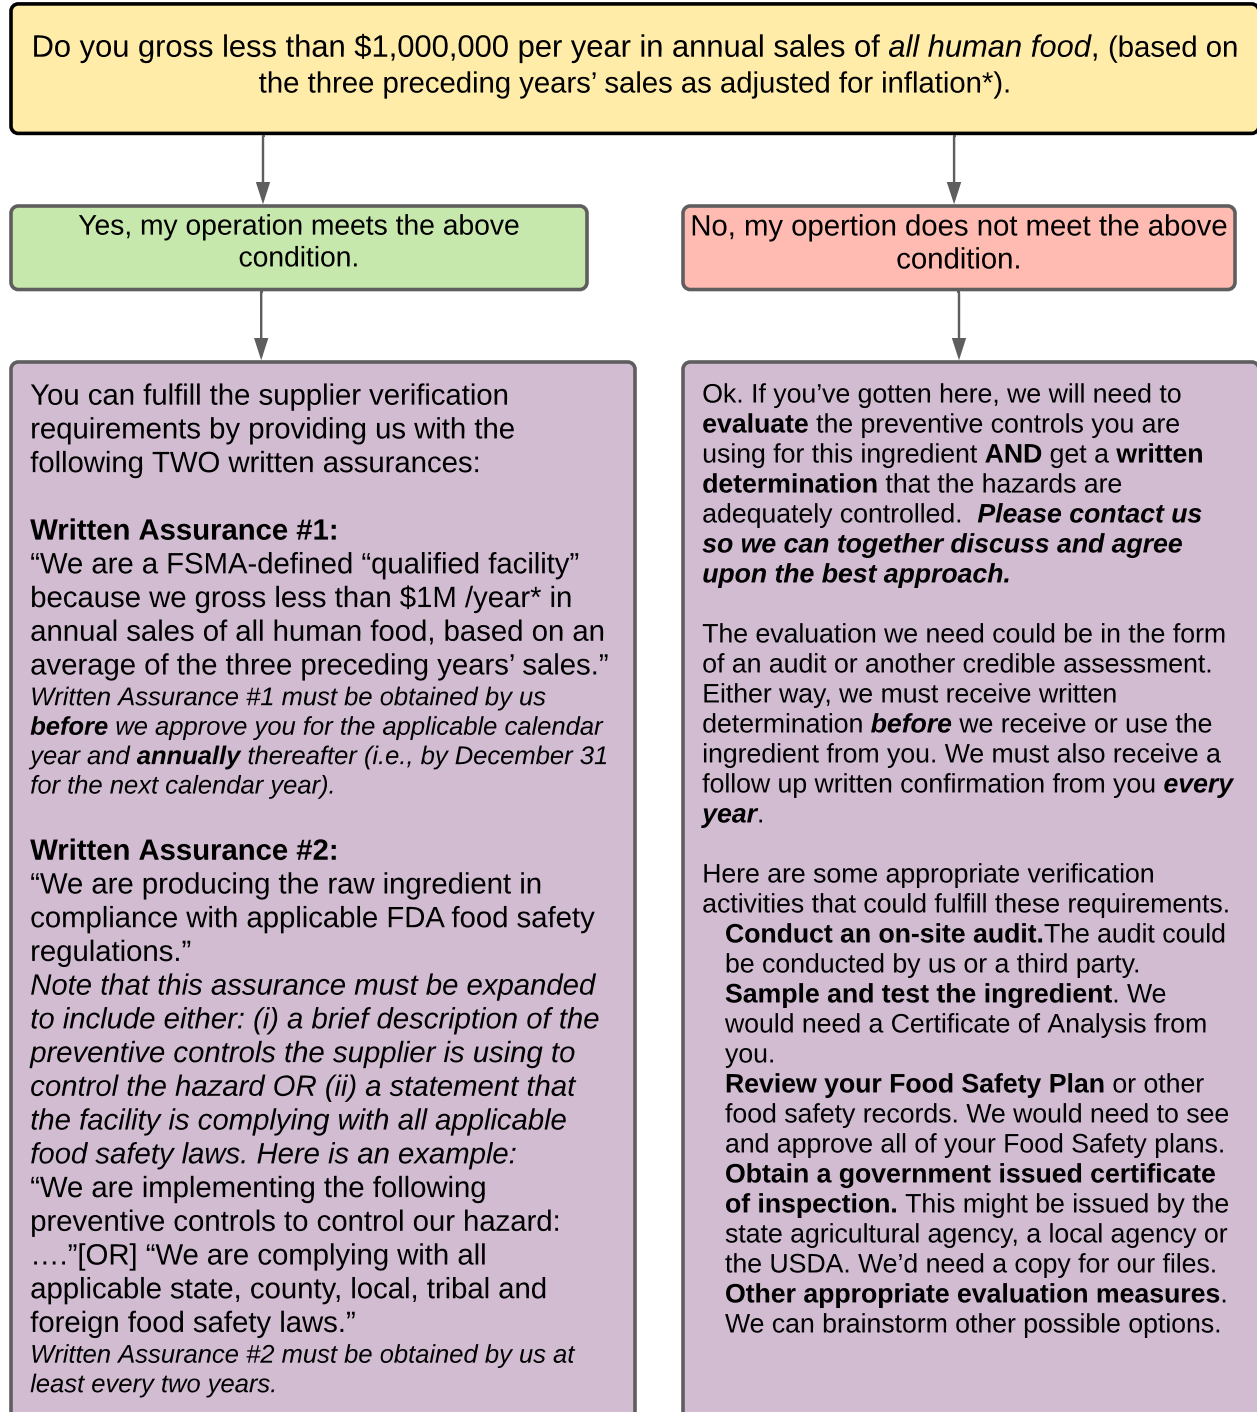 Do you gross less than $1,000,000 per year in annual sales of all human food, (based on
the three preceding years’ sales as adjusted for inflation*).
Yes, my operation meets the above
condition.
No, my opertion does not meet the above
condition.
You can fulfill the supplier verification
requirements by providing us with the
following TWO written assurances:
Written Assurance #1:
“We are a FSMA-defined “qualified facility”
because we gross less than $1M /year* in
annual sales of all human food, based on an
average of the three preceding years’ sales.”
Written Assurance #1 must be obtained by us
before we approve you for the applicable calendar
year and annually thereafter (i.e., by December 31
for the next calendar year).
Written Assurance #2:
“We are producing the raw ingredient in
compliance with applicable FDA food safety
regulations.”
Note that this assurance must be expanded
to include either: (i) a brief description of the
preventive controls the supplier is using to
control the hazard OR (ii) a statement that
the facility is complying with all applicable
food safety laws. Here is an example:
“We are implementing the following
preventive controls to control our hazard:
….”[OR] “We are complying with all
applicable state, county, local, tribal and
foreign food safety laws.”
Written Assurance #2 must be obtained by us at
least every two years.
Ok. If you’ve gotten here, we will need to
evaluate the preventive controls you are
using for this ingredient AND get a written
determination that the hazards are
adequately controlled.  Please contact us
so we can together discuss and agree
upon the best approach.
The evaluation we need could be in the form
of an audit or another credible assessment.
Either way, we must receive written
determination before we receive or use the
ingredient from you. We must also receive a
follow up written confirmation from you every
year.
Here are some appropriate verification
activities that could fulfill these requirements.
Conduct an on-site audit.The audit could
be conducted by us or a third party.
Sample and test the ingredient. We
would need a Certificate of Analysis from
you.
Review your Food Safety Plan or other
food safety records. We would need to see
and approve all of your Food Safety plans.
Obtain a government issued certificate
of inspection. This might be issued by the
state agricultural agency, a local agency or
the USDA. We’d need a copy for our files.
Other appropriate evaluation measures.
We can brainstorm other possible options.